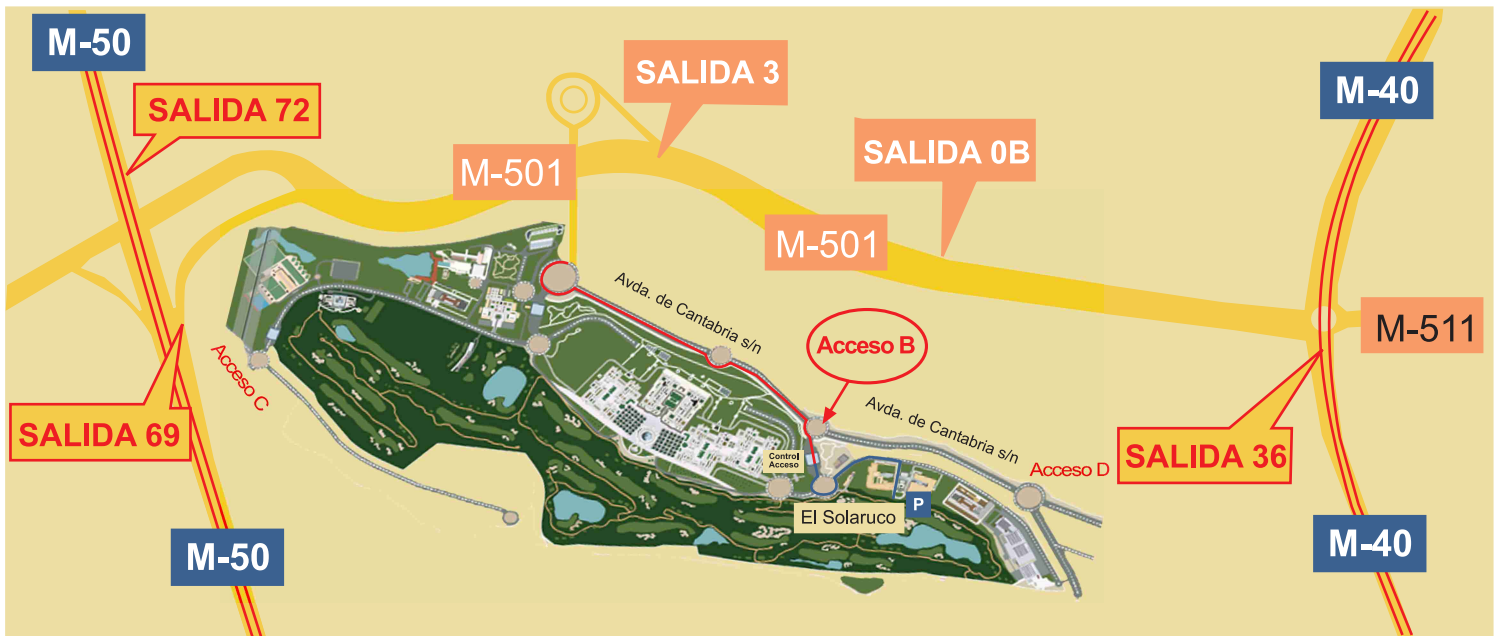 M-50
SALIDA 72
M-501
SALIDA 3
SALIDA 0B
M-501
M-40
M-511
Avda. de Cantabria s/n
Acceso B
Acceso C
Avda. de Cantabria s/n
SALIDA 69
Control
Acceso
Acceso D
SALIDA 36
P
El Solaruco
M-50
M-40